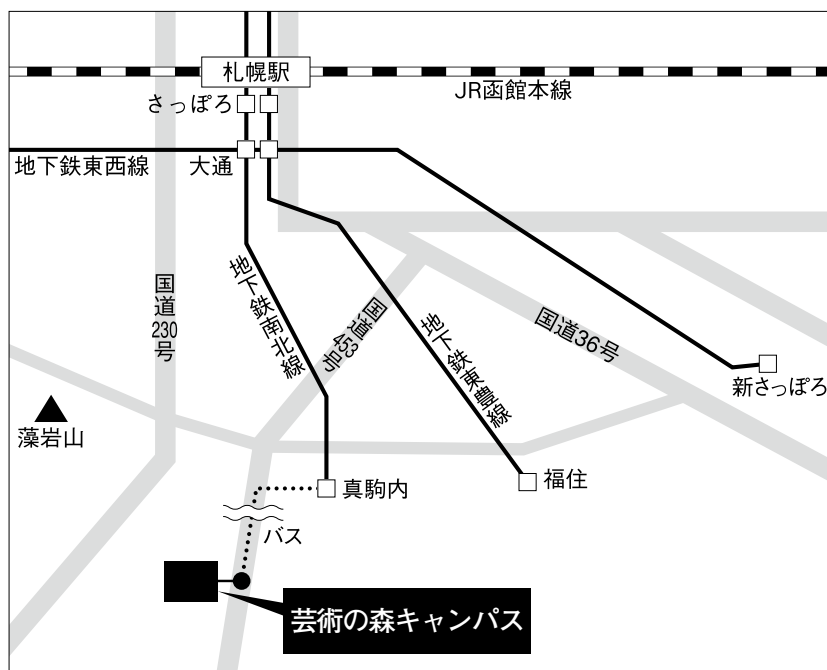 札幌駅
JR函館本線
さっぽろ
地下鉄東西線
大通
国道230号
地下鉄南北線
国道453号
地下鉄東豊線
国道36号
新さっぽろ
藻岩山
真駒内
福住
バス
芸術の森キャンパス